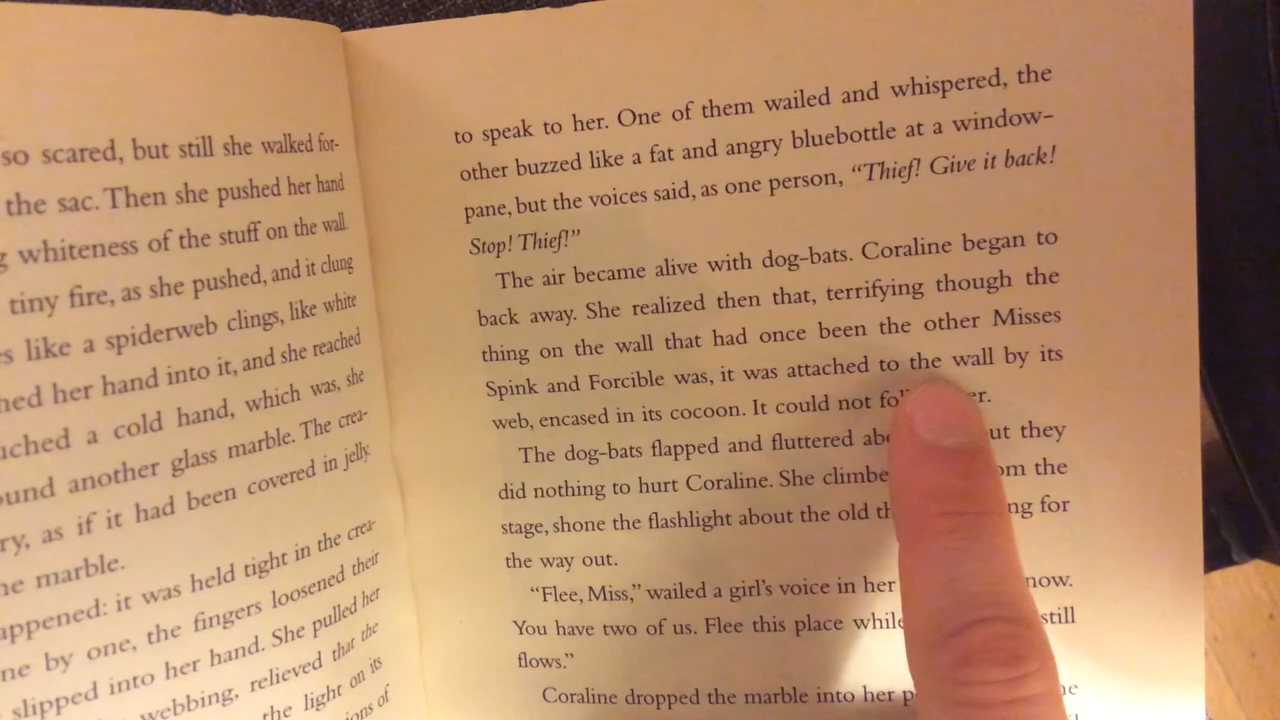 so scared, but still she walked for-
the sac. Then she pushed her hand
whiteness of the stuff on the wall.
tiny fire, as she pushed, and it clung
like a spiderweb clings, like white
her hand into it, and she reached
a cold hand, which was, she
another glass marble. The crea-
as if it had been covered in jelly.
marble.
it was held tight in the crea-
by one, the fingers loosened their
slipped into her hand. She pulled her
webbing, relieved that the
the light on its
of
to speak to her. One of them wailed and whispered, the
other buzzed like a fat and angry bluebottle at a window-
pane, but the voices said, as one person, “Thief! Give it back!
Stop! Thief!”
The air became alive with dog-bats. Coraline began to
back away. She realized then that, terrifying though the
thing on the wall that had once been the other Misses
Spink and Forcible was, it was attached to the wall by its
web, encased in its cocoon. It could not
The dog-bats flapped and fluttered they
did nothing to hurt Coraline. She the
stage, shone the flashlight about the old for
the way out.
“Flee, Miss,” wailed a girl’s voice in her now.
You have two of us. Flee this place still
flows.”
Coraline dropped the marble into her